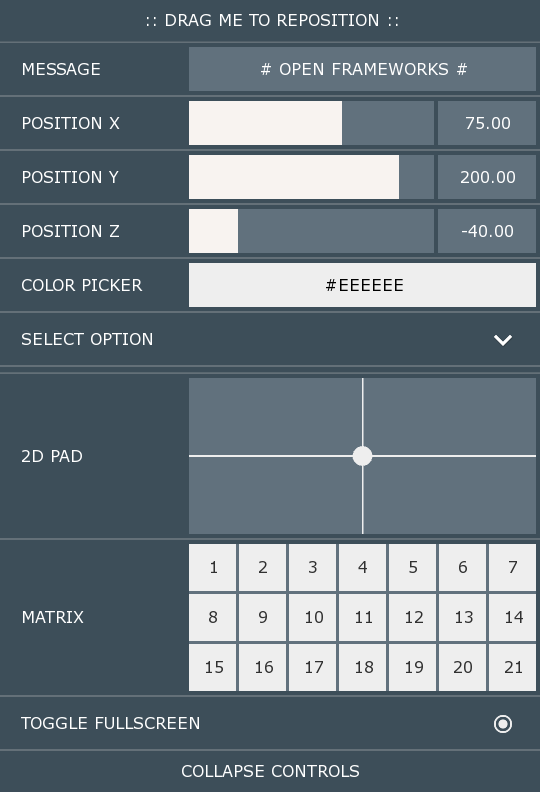 :: DRAG ME TO REPOSITION ::
MESSAGE # OPEN FRAMEWORKS #
POSITION X 75.00
POSITION Y 200.00
POSITION Z -40.00
COLOR PICKER #EEEEEE
SELECT OPTION
2D PAD
1 2 3 4 5 6 7
MATRIX 8 9 10 11 12 13 14
15 16 17 18 19 20 21
TOGGLE FULLSCREEN
COLLAPSE CONTROLS